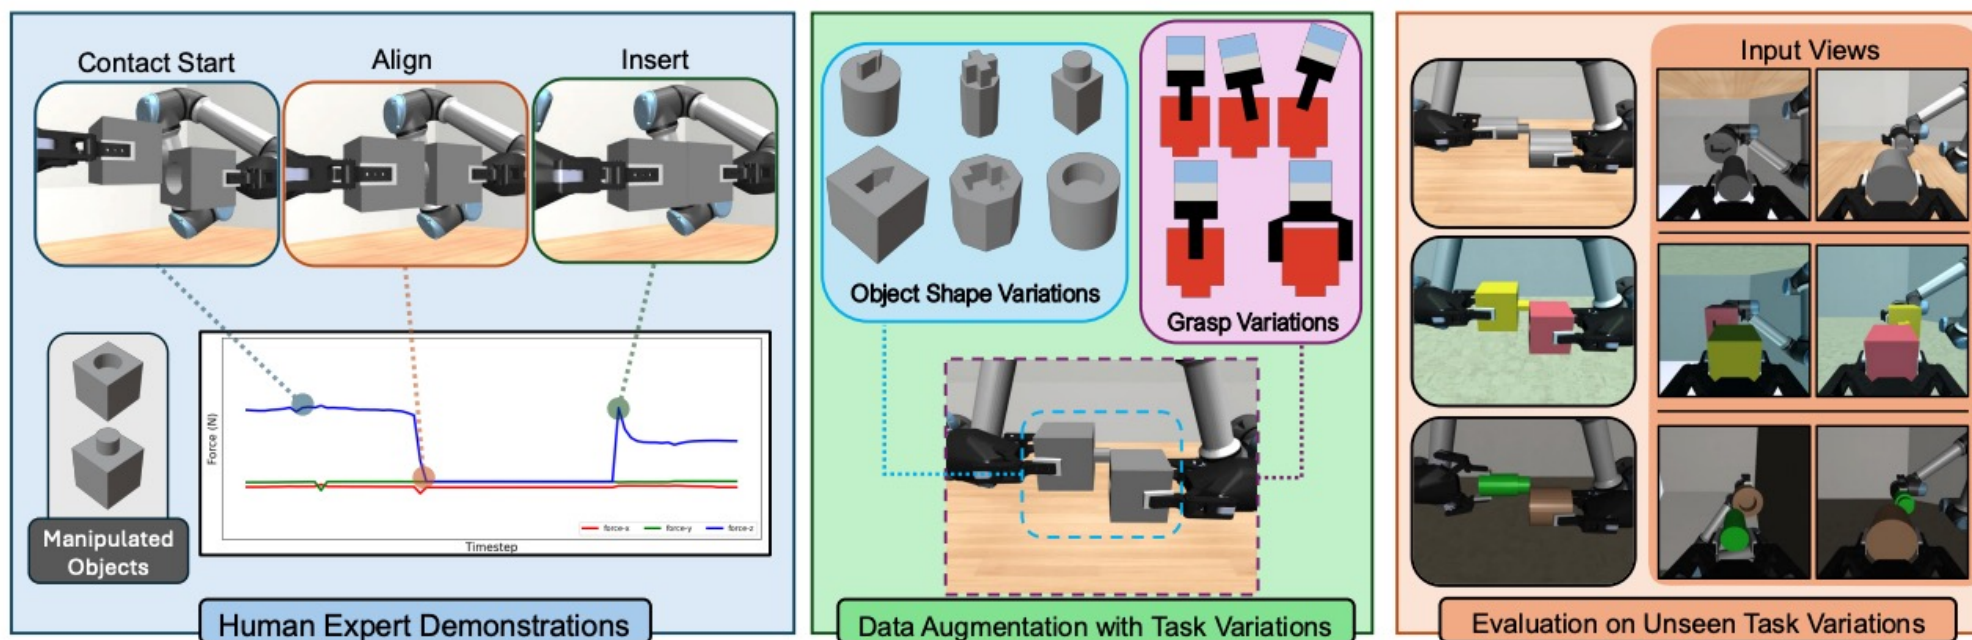 Contact Start
Align
Insert
Manipulated
Objects
Force (N)
force-x
force-y
force-z
Timestep
Human Expert Demonstrations
Object Shape Variations
Grasp Variations
Data Augmentation with Task Variations
Input Views
Evaluation on Unseen Task Variations